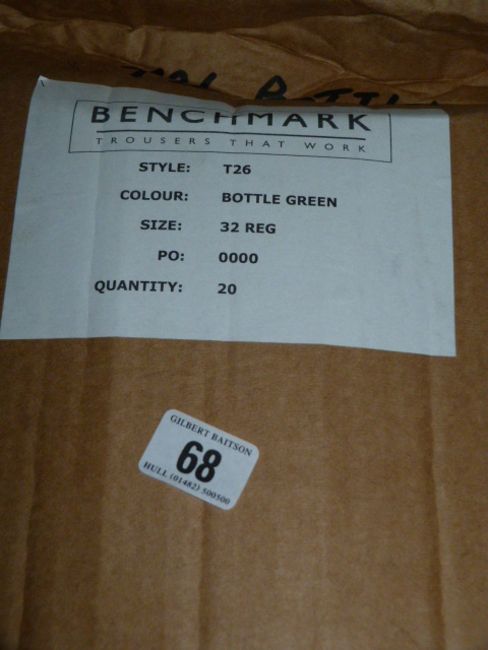 BENCHMARK
TROUSERS THAT WORK
STYLE: T26
COLOUR: BOTTLE GREEN
SIZE: 32 REG
PO: 0000
QUANTITY: 20
GILBERT BAITSON
68
HULL (01482) 500500